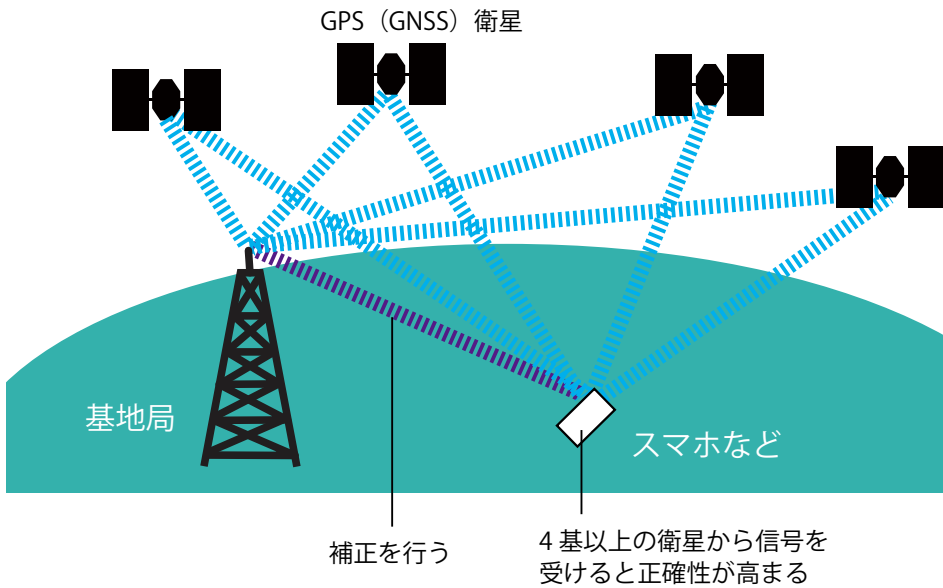 GPS（GNSS）衛星
基地局
スマホなど
補正を行う
4 基以上の衛星から信号を
受けると正確性が高まる